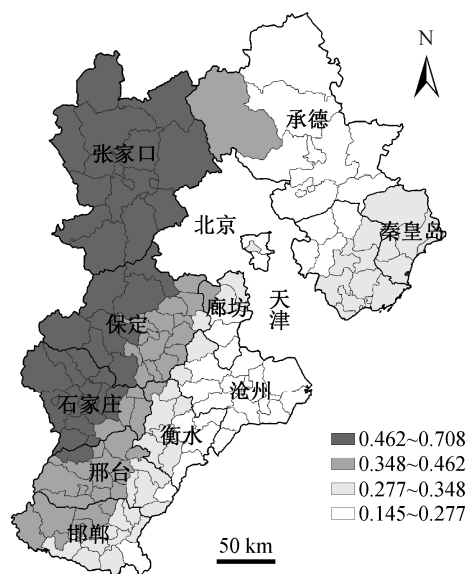 N
承德
张家口
北京
秦皇岛
廊坊
天津
保定
沧州
石家庄
衡水
邢台
邯郸
0.462~0.708
0.348~0.462
0.277~0.348
0.145~0.277
50 km